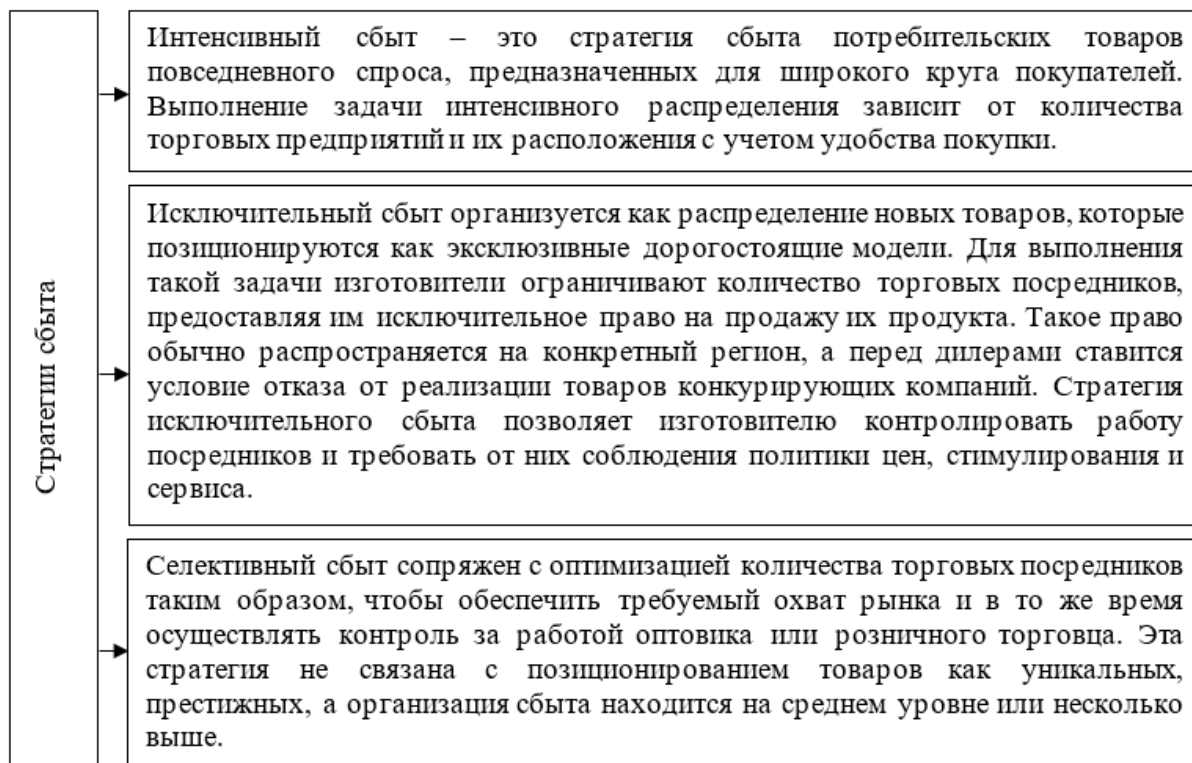 Стратегии сбыта
Интенсивный сбыт – это стратегия сбыта потребительских товаров
повседневного спроса, предназначенных для широкого круга покупателей.
Выполнение задачи интенсивного распределения зависит от количества
торговых предприятий и их расположения с учетом удобства покупки.
Исключительный сбыт организуется как распределение новых товаров, которые
позиционируются как эксклюзивные дорогостоящие модели. Для выполнения
такой задачи изготовители ограничивают количество торговых посредников,
предоставляя им исключительное право на продажу их продукта. Такое право
обычно распространяется на конкретный регион, а перед дилерами ставится
условие отказа от реализации товаров конкурирующих компаний. Стратегия
исключительного сбыта позволяет изготовителю контролировать работу
посредников и требовать от них соблюдения политики цен, стимулирования и
сервиса.
Селективный сбыт сопряжен с оптимизацией количества торговых посредников
таким образом, чтобы обеспечить требуемый охват рынка и в то же время
осуществлять контроль за работой оптовика или розничного торговца. Эта
стратегия не связана с позиционированием товаров как уникальных,
престижных, а организация сбыта находится на среднем уровне или несколько
выше.